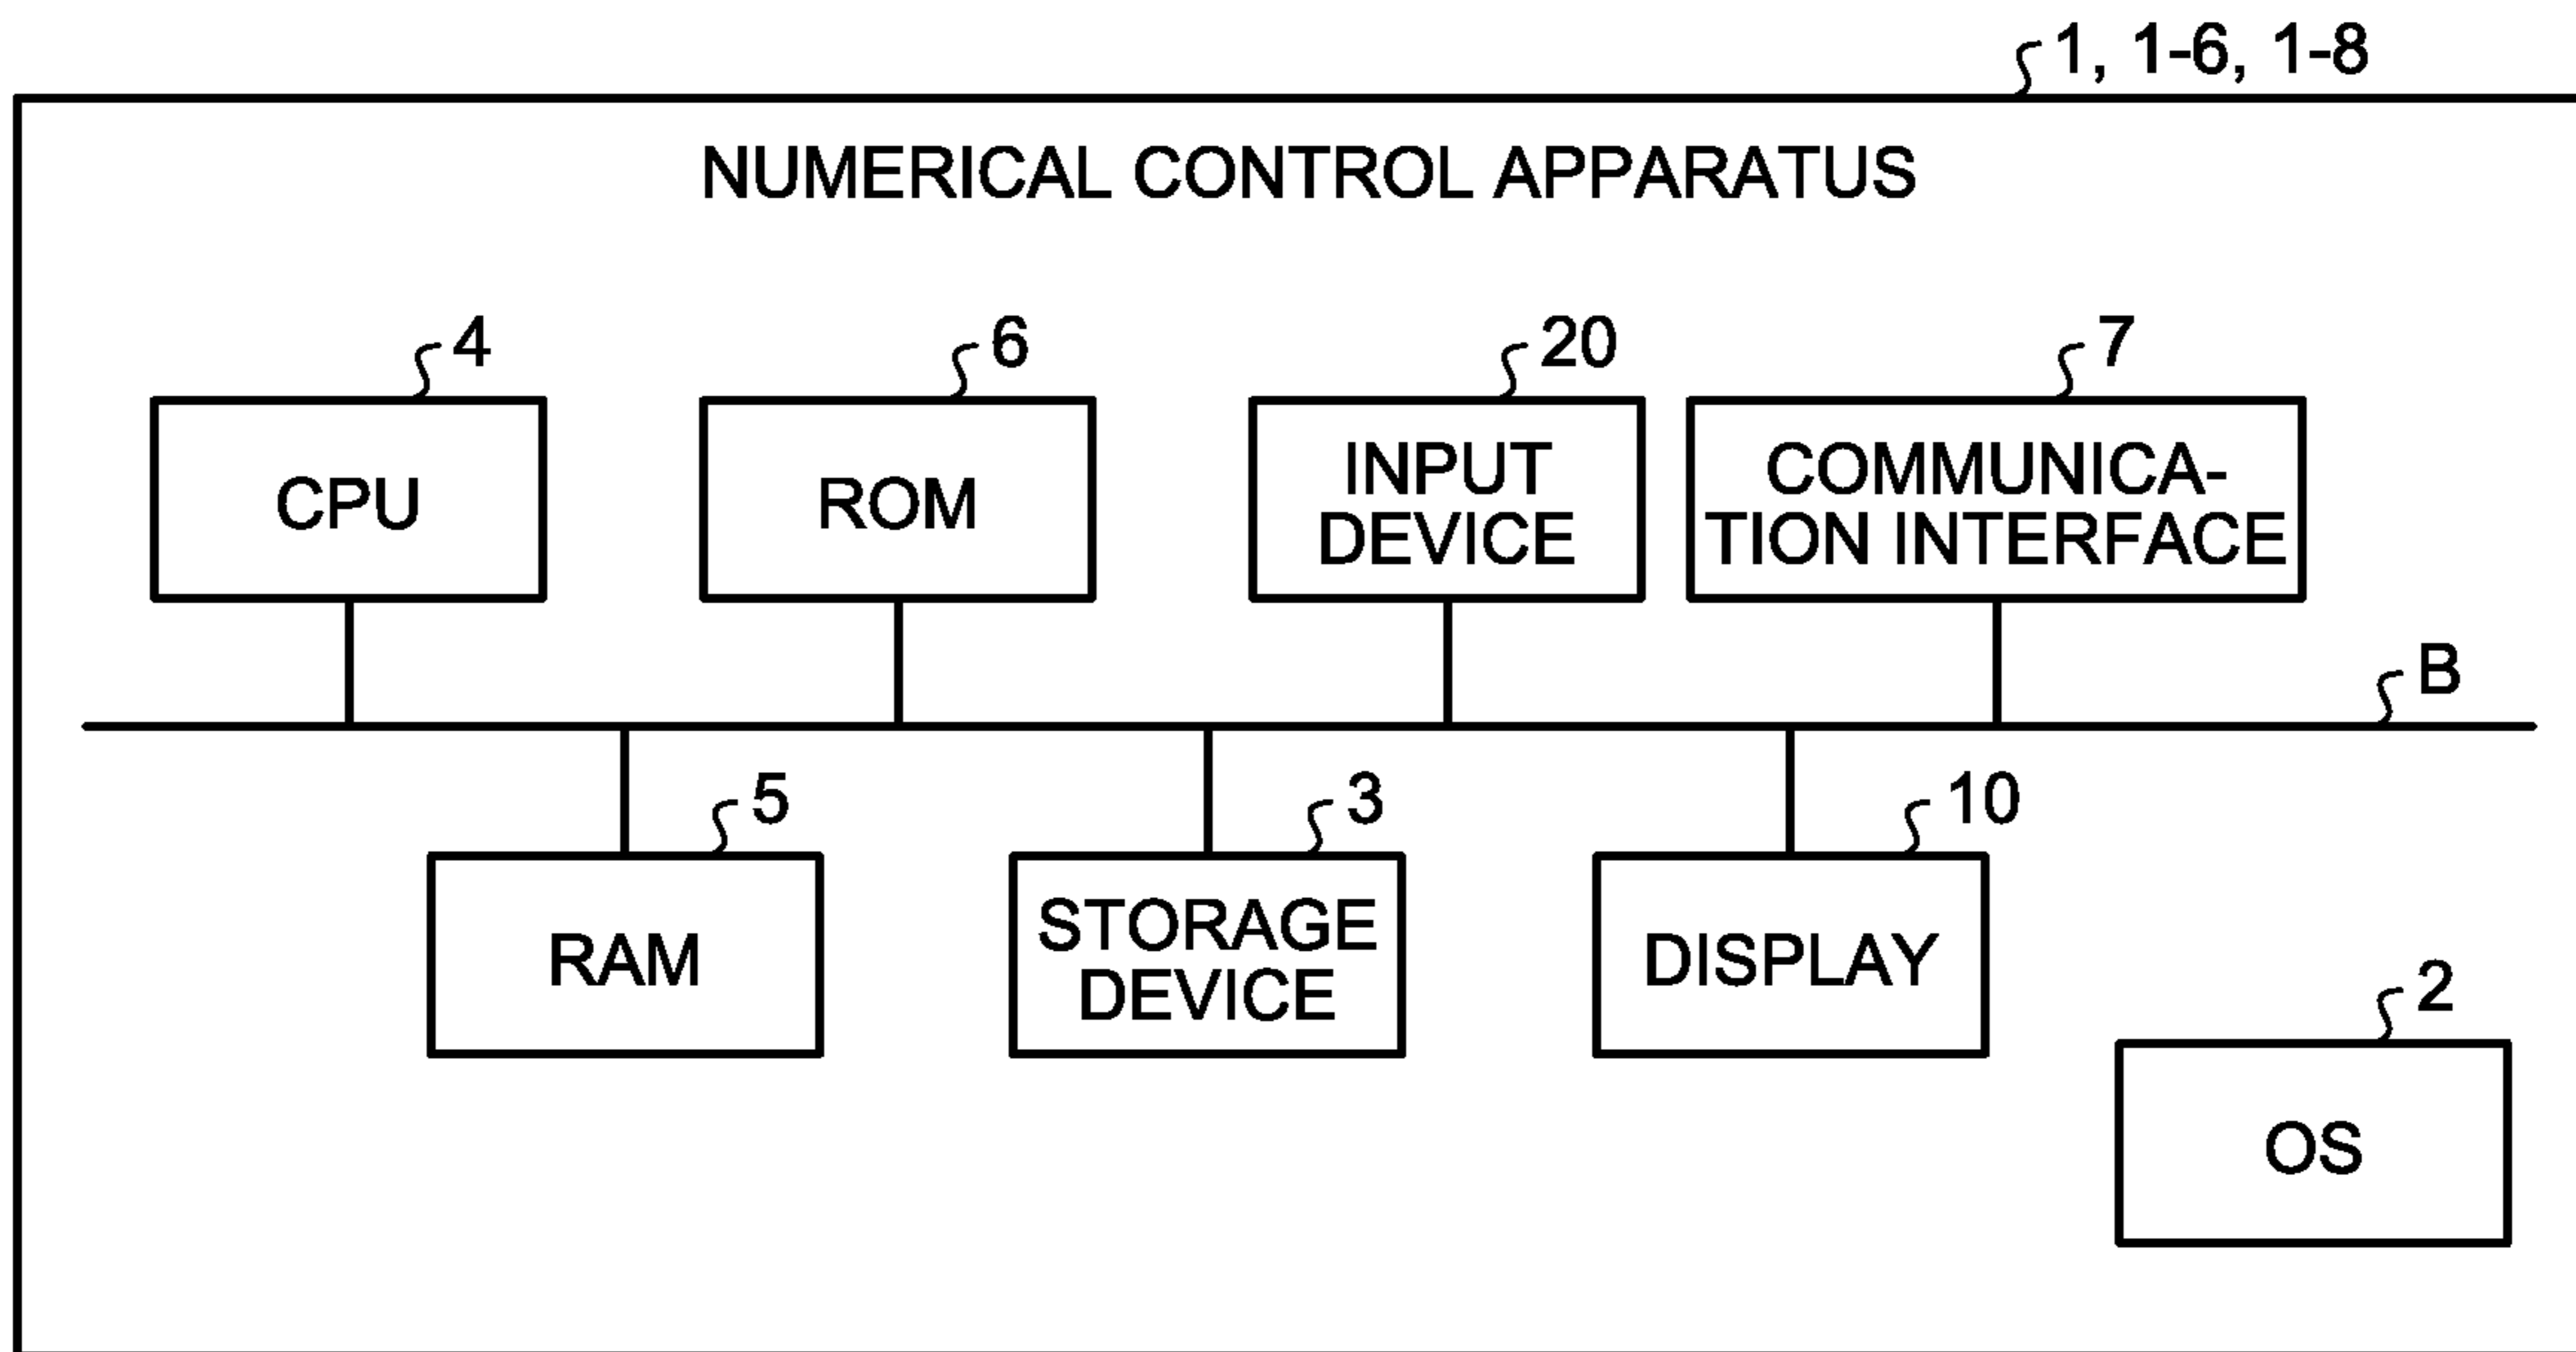 1, 1-6, 1-8
NUMERICAL CONTROL APPARATUS
4
6
20
7
CPU
ROM
INPUT
DEVICE
COMMUNICA-
TION INTERFACE
B
5
3
10
RAM
STORAGE
DEVICE
DISPLAY
2
OS